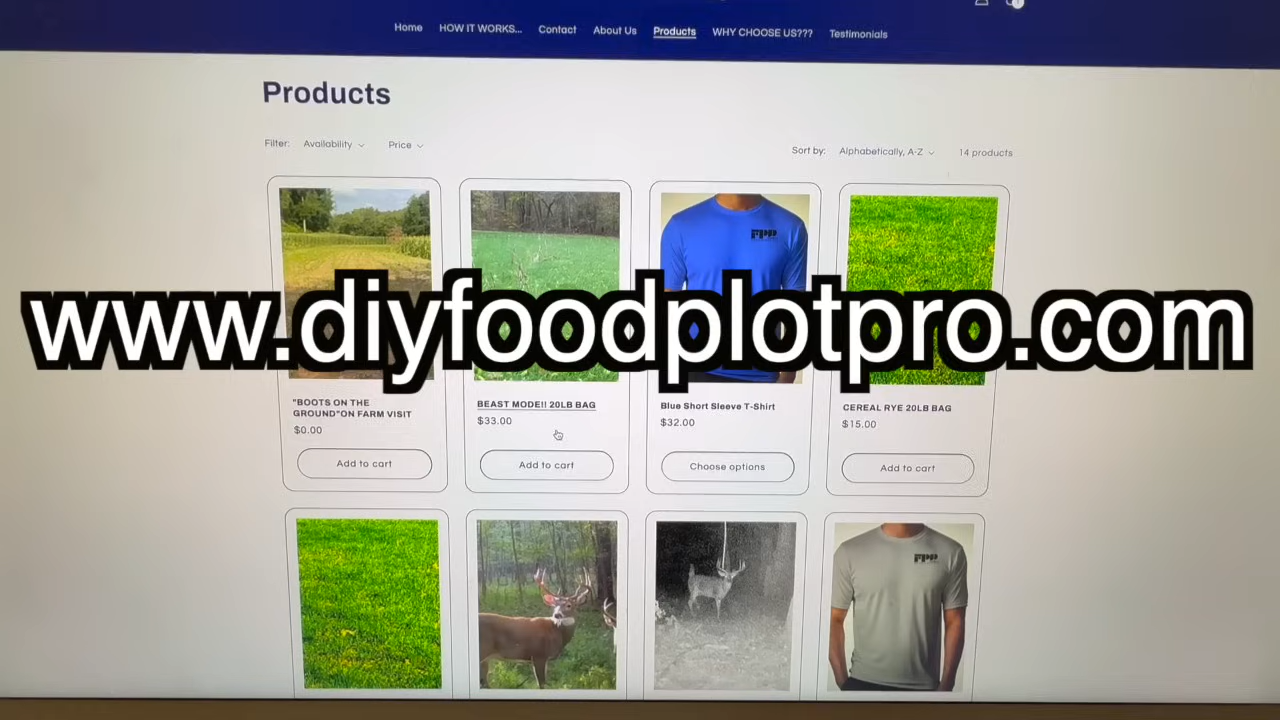 Home HOW IT WORKS... Contact About Us Products WHY CHOOSE US??? Testimonials
Products
Filter: Availability Price
Sort by: Alphabetically, A-Z 14 products
FPP
www.diyfoodplotpro.com
"BOOTS ON THE
GROUND"ON FARM VISIT
$0.00
Add to cart
BEAST MODE!! 20LB BAG
$33.00
Add to cart
Blue Short Sleeve T-Shirt
$32.00
Choose options
CEREAL RYE 20LB BAG
$15.00
Add to cart
FPP